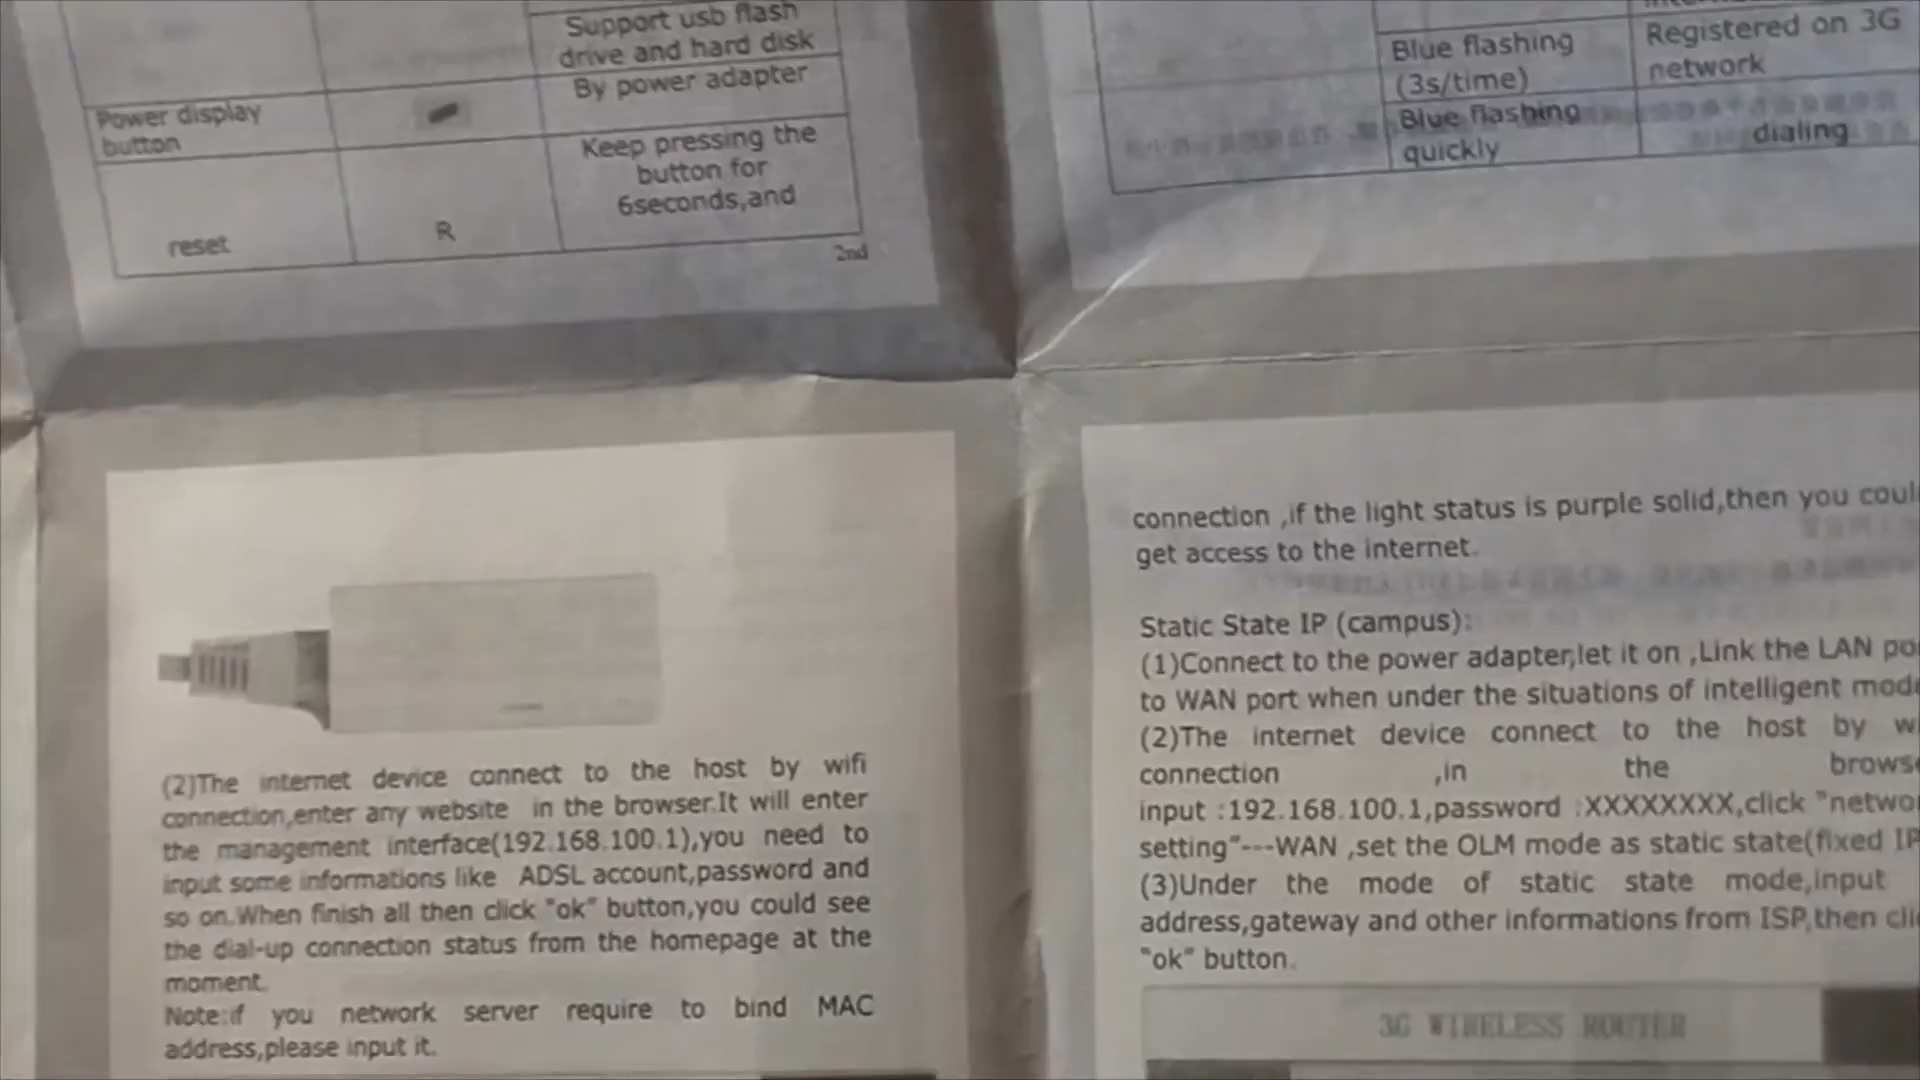 Support usb flash
drive and hard disk
Power display
button
By power adapter
reset
R
Keep pressing the
button for
6seconds,and
2nd
Blue flashing
(3s/time)
Registered on 3G
network
Blue flashing
quickly
dialing
(2)The internet device connect to the host by wifi
connection,enter any website in the browser.It will enter
the management interface(192.168.100.1),you need to
input some informations like ADSL account,password and
so on.When finish all then click "ok" button,you could see
the dial-up connection status from the homepage at the
moment.
Note:if you network server require to bind MAC
address,please input it.
connection ,if the light status is purple solid,then you coul
get access to the internet.
Static State IP (campus):
(1)Connect to the power adapter,let it on ,Link the LAN po
to WAN port when under the situations of intelligent mode
(2)The internet device connect to the host by w
connection ,in the browse
input :192.168.100.1,password :XXXXXXXX,click "networ
setting"---WAN ,set the OLM mode as static state(fixed IP
(3)Under the mode of static state mode,input
address,gateway and other informations from ISP,then clic
"ok" button.
3G WIRELESS ROUTER